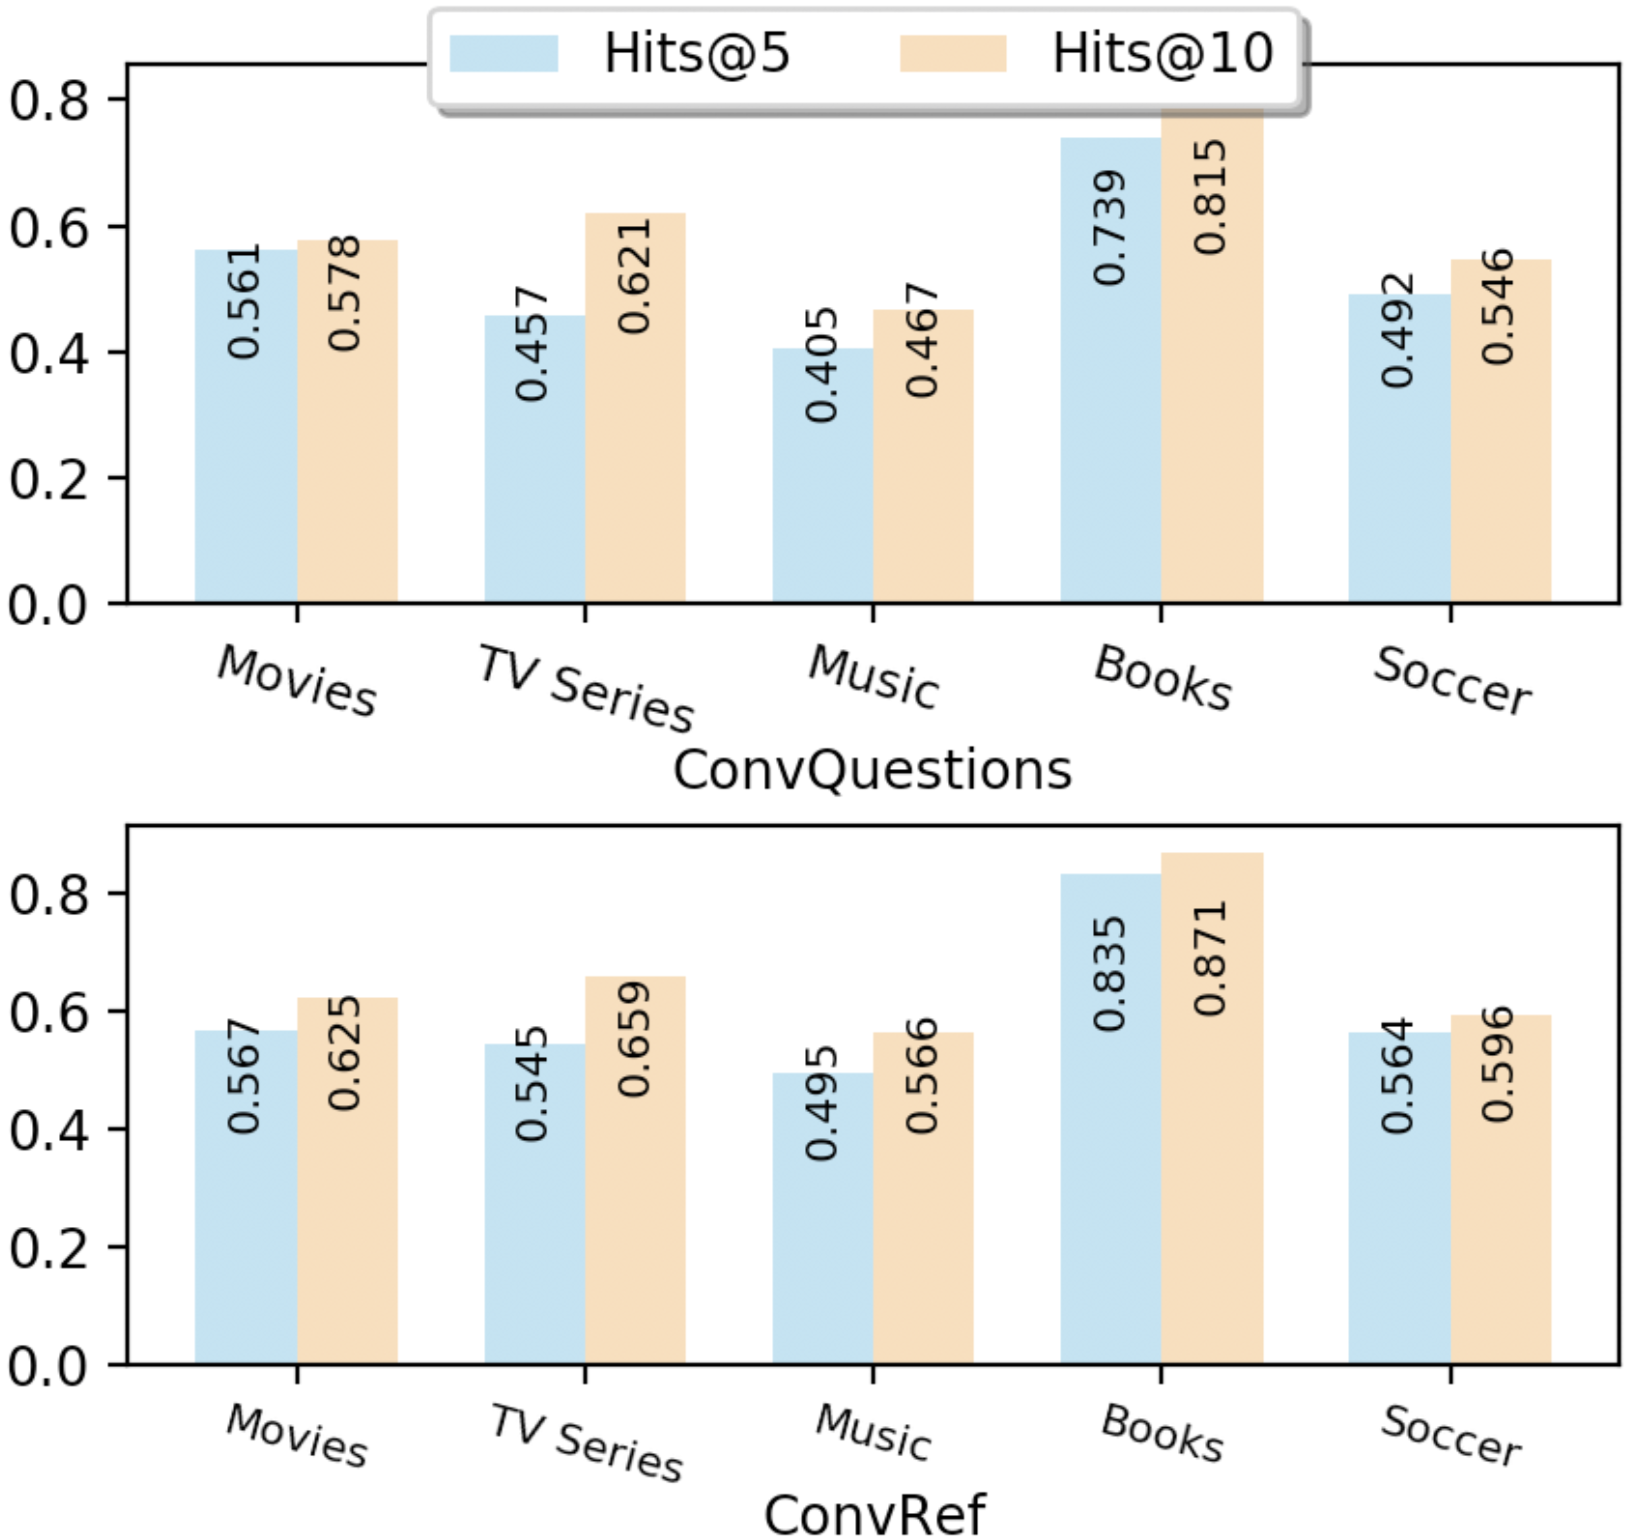 Hits@5 Hits@10
0.8
0.6
0.4
0.2
0.0
0.561 0.578 0.457 0.621 0.405 0.467 0.739 0.815 0.492 0.546
Movies TV Series Music Books Soccer
ConvQuestions
0.8
0.6
0.4
0.2
0.0
0.567 0.625 0.545 0.659 0.495 0.566 0.835 0.871 0.564 0.596
Movies TV Series Music Books Soccer
ConvRef